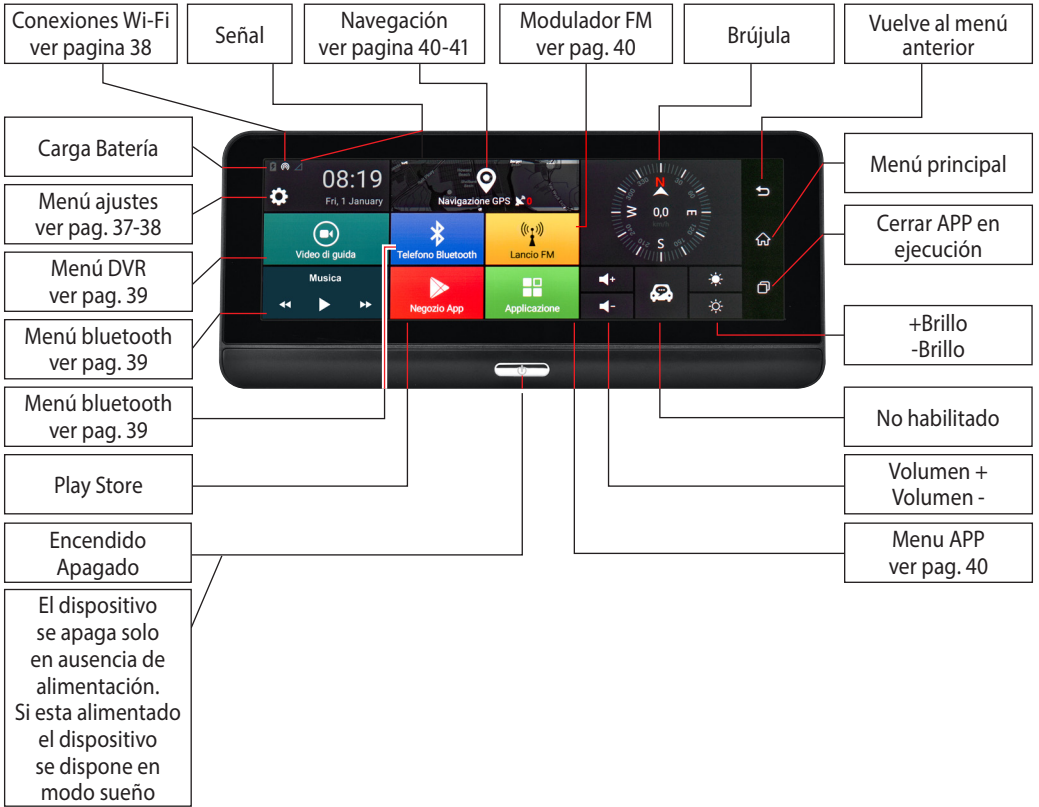 Conexiones Wi-Fi
ver pagina 38
Señal
Navegación
ver pagina 40-41
Modulador FM
ver pag. 40
Brújula
Vuelve al menú
anterior
Carga Batería
Menú ajustes
ver pag. 37-38
Menú DVR
ver pag. 39
Menú bluetooth
ver pag. 39
Menú bluetooth
ver pag. 39
Play Store
Encendido
Apagado
El dispositivo
se apaga solo
en ausencia de
alimentación.
Si esta alimentado
el dispositivo
se dispone en
modo sueño
08:19
Fri, 1 January
Navigazione GPS
0
Video di guida
Telefono Bluetooth
Lancio FM
Musica
Negozio App
Applicazione
N
W
0,0
E
km/h
S
Menú principal
Cerrar APP en
ejecución
+Brillo
-Brillo
No habilitado
Volumen +
Volumen -
Menu APP
ver pag. 40